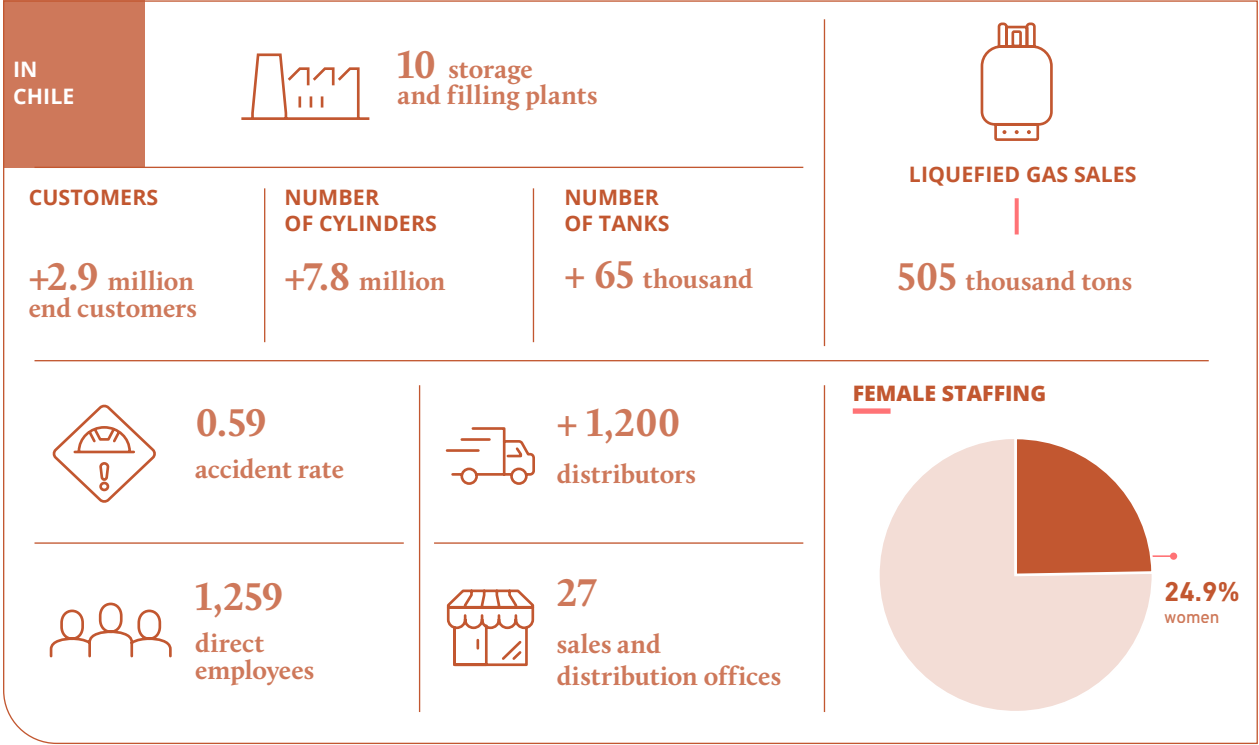 IN
CHILE
10 storage
and filling plants
LIQUEFIED GAS SALES
505 thousand tons
CUSTOMERS
+2.9 million
end customers
NUMBER
OF CYLINDERS
+7.8 million
NUMBER
OF TANKS
+ 65 thousand
0.59
accident rate
+ 1,200
distributors
1,259
direct
employees
27
sales and
distribution offices
FEMALE STAFFING
24.9%
women